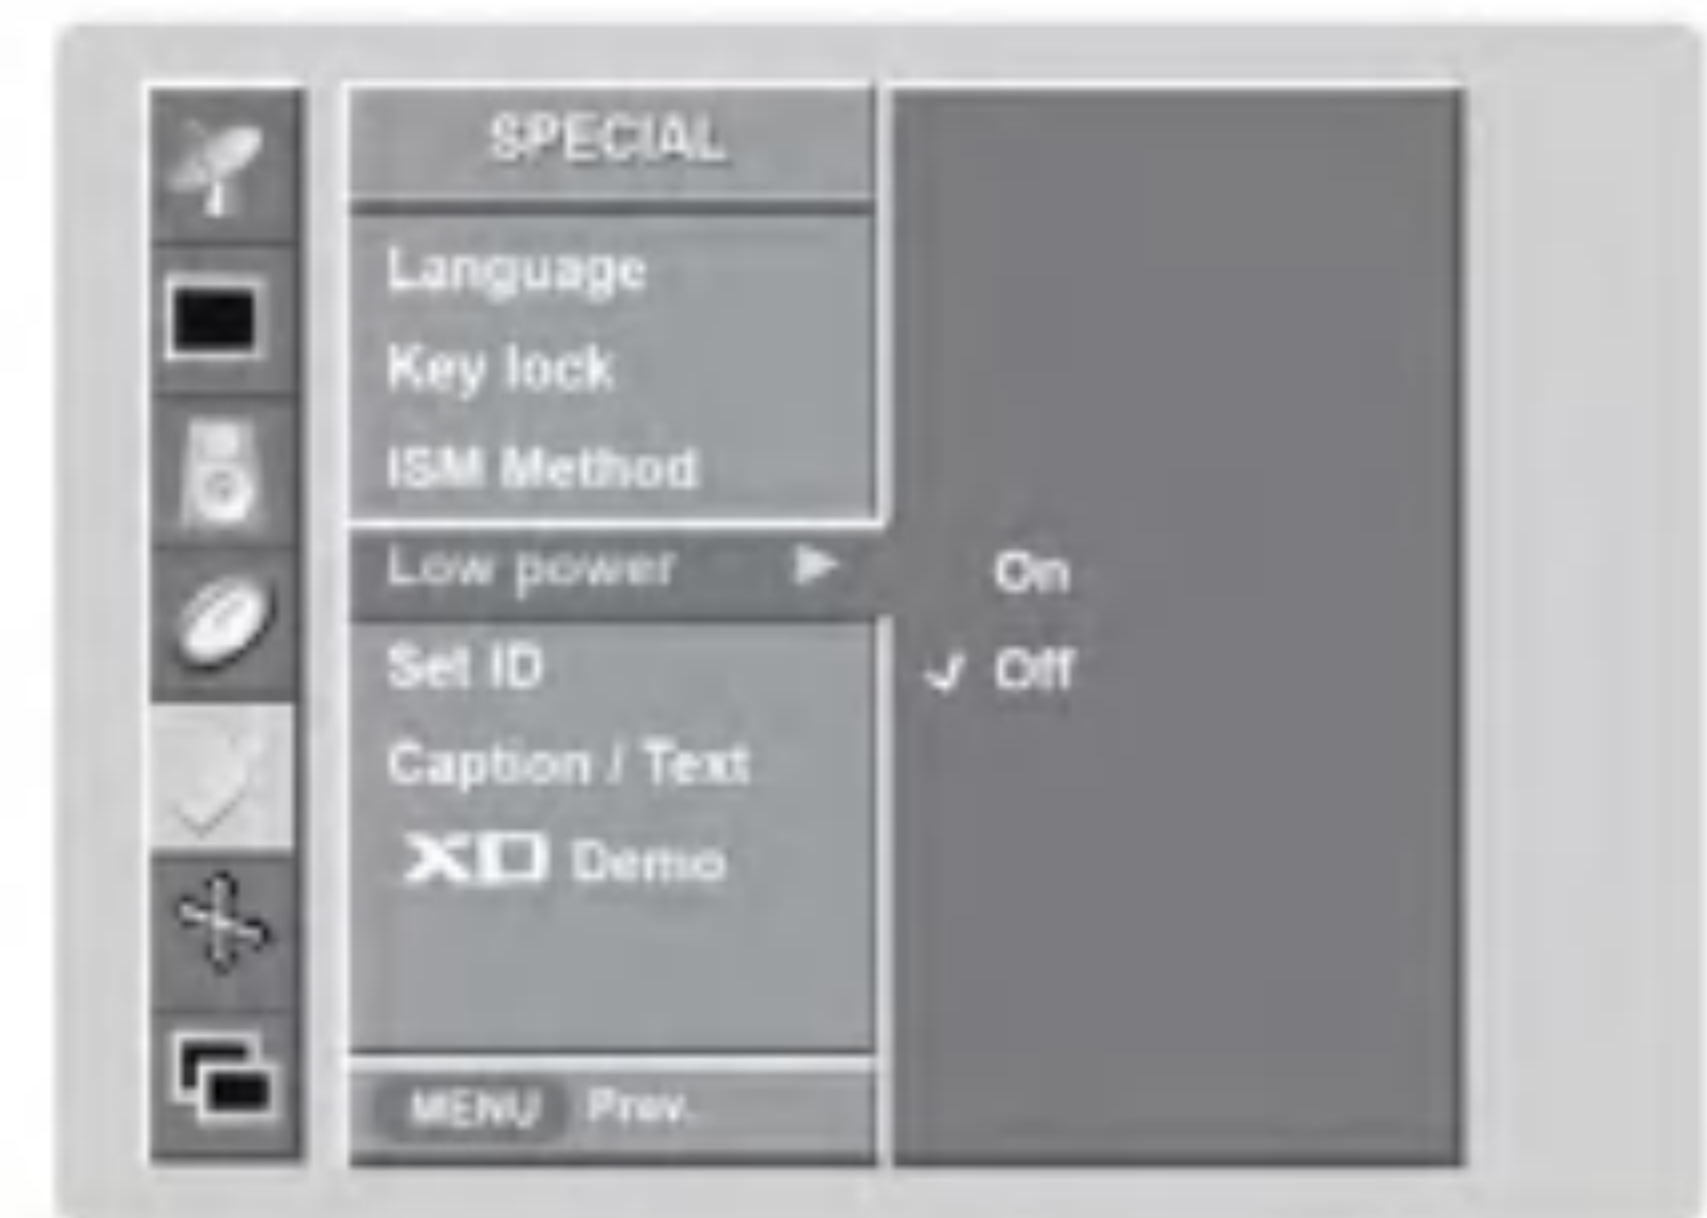 SPECIAL
Language
Key lock
ISM Method
Low power ▶
On
Set ID
✓ Off
Caption / Text
XD Demo
MENU Prev.